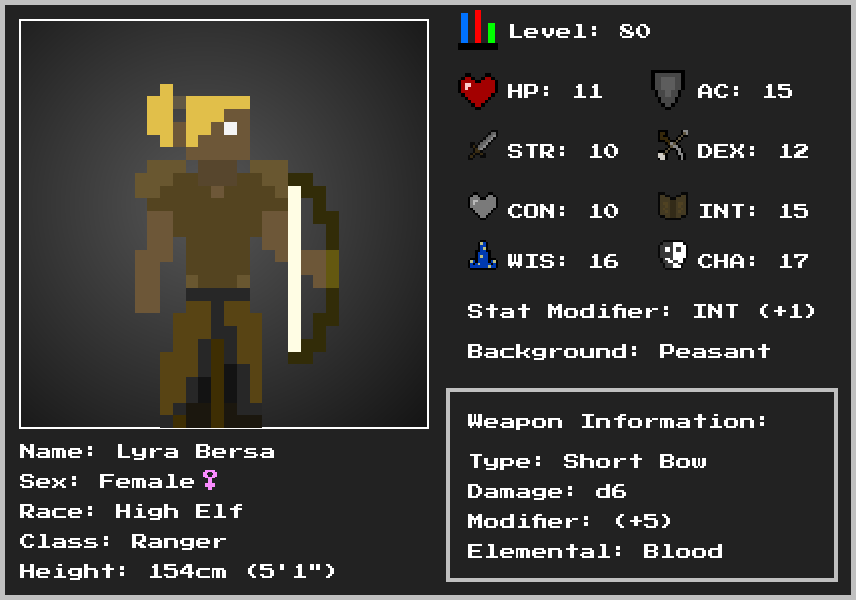 Level: 80
HP: 11 AC: 15
STR: 10 DEX: 12
CON: 10 INT: 15
WIS: 16 CHA: 17
Stat Modifier: INT (+1)
Background: Peasant
Weapon Information:
Type: Short Bow
Damage: d6
Modifier: (+5)
Elemental: Blood
Name: Lyra Bersa
Sex: Female♀
Race: High Elf
Class: Ranger
Height: 154cm (5'1")